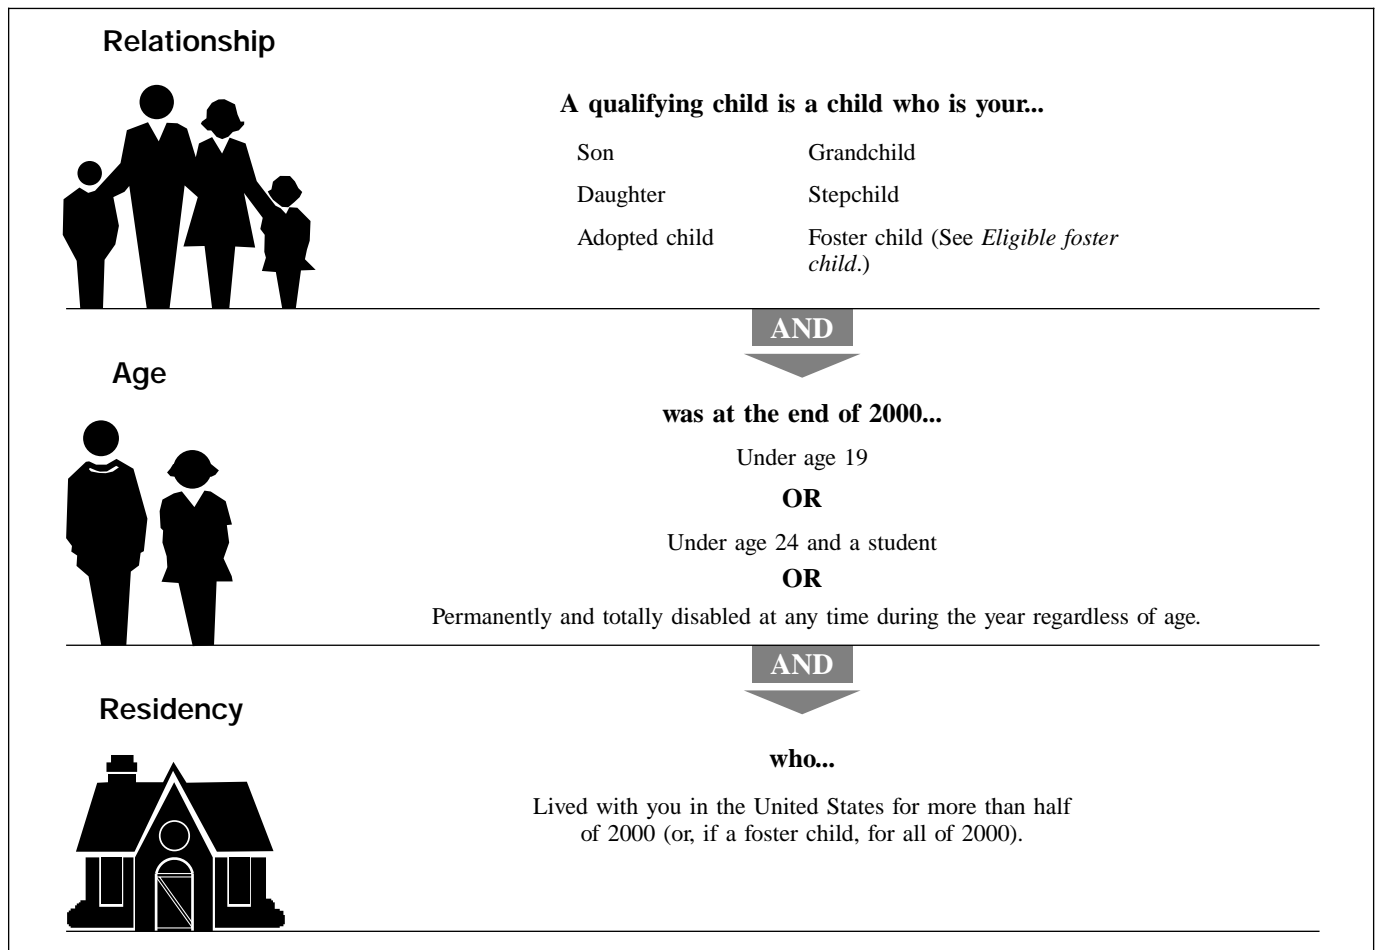 Relationship
A qualifying child is a child who is your...
Son Grandchild
Daughter Stepchild
Adopted child Foster child (See Eligible foster
child.)
AND
Age
was at the end of 2000...
Under age 19
OR
Under age 24 and a student
OR
Permanently and totally disabled at any time during the year regardless of age.
AND
Residency
who...
Lived with you in the United States for more than half
of 2000 (or, if a foster child, for all of 2000).